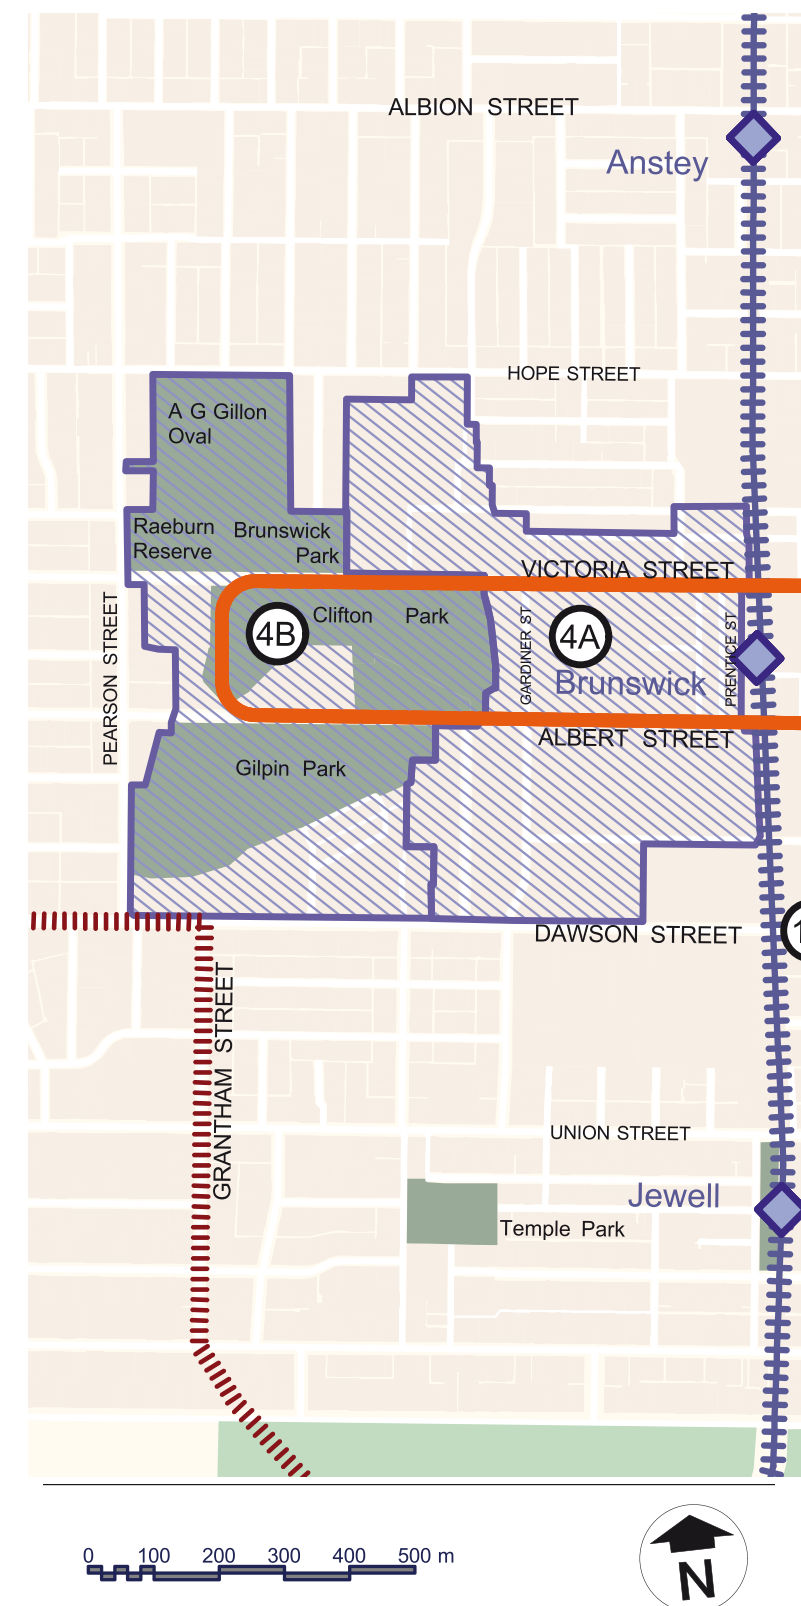 ALBION STREET
Anstey
HOPE STREET
A G Gillon
Oval
Raeburn
Reserve
Brunswick
Park
VICTORIA STREET
PEARSON STREET
4B
Clifton Park
GARDINER ST
4A
PRENTICE ST
Brunswick
ALBERT STREET
Gilpin Park
DAWSON STREET
1
GRANTHAM STREET
UNION STREET
Jewell
Temple Park
0 100 200 300 400 500 m
N